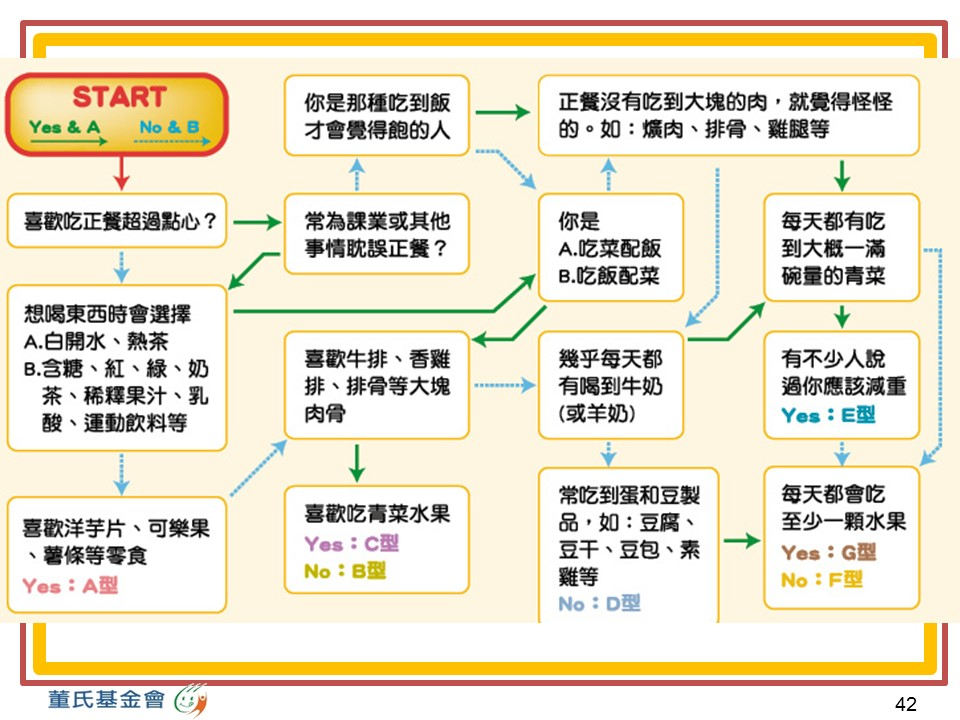 START
Yes & A No & B
你是那種吃到飯
才會覺得飽的人
正餐沒有吃到大塊的肉，就覺得怪怪
的。如：爌肉、排骨、雞腿等
喜歡吃正餐超過點心？
常為課業或其他
事情耽誤正餐？
你是
A.吃菜配飯
B.吃飯配菜
每天都有吃
到大概一滿
碗量的青菜
想喝東西時會選擇
A.白開水、熱茶
B.含糖、紅、綠、奶
茶、稀釋果汁、乳
酸、運動飲料等
喜歡牛排、香雞
排、排骨等大塊
肉骨
幾乎每天都
有喝到牛奶
(或羊奶)
有不少人說
過你應該減重
Yes：E型
喜歡洋芋片、可樂果
、薯條等零食
Yes：A型
喜歡吃青菜水果
Yes：C型
No：B型
常吃到蛋和豆製
品，如：豆腐、
豆干、豆包、素
雞等
No：D型
每天都會吃
至少一顆水果
Yes：G型
No：F型
董氏基金會
42